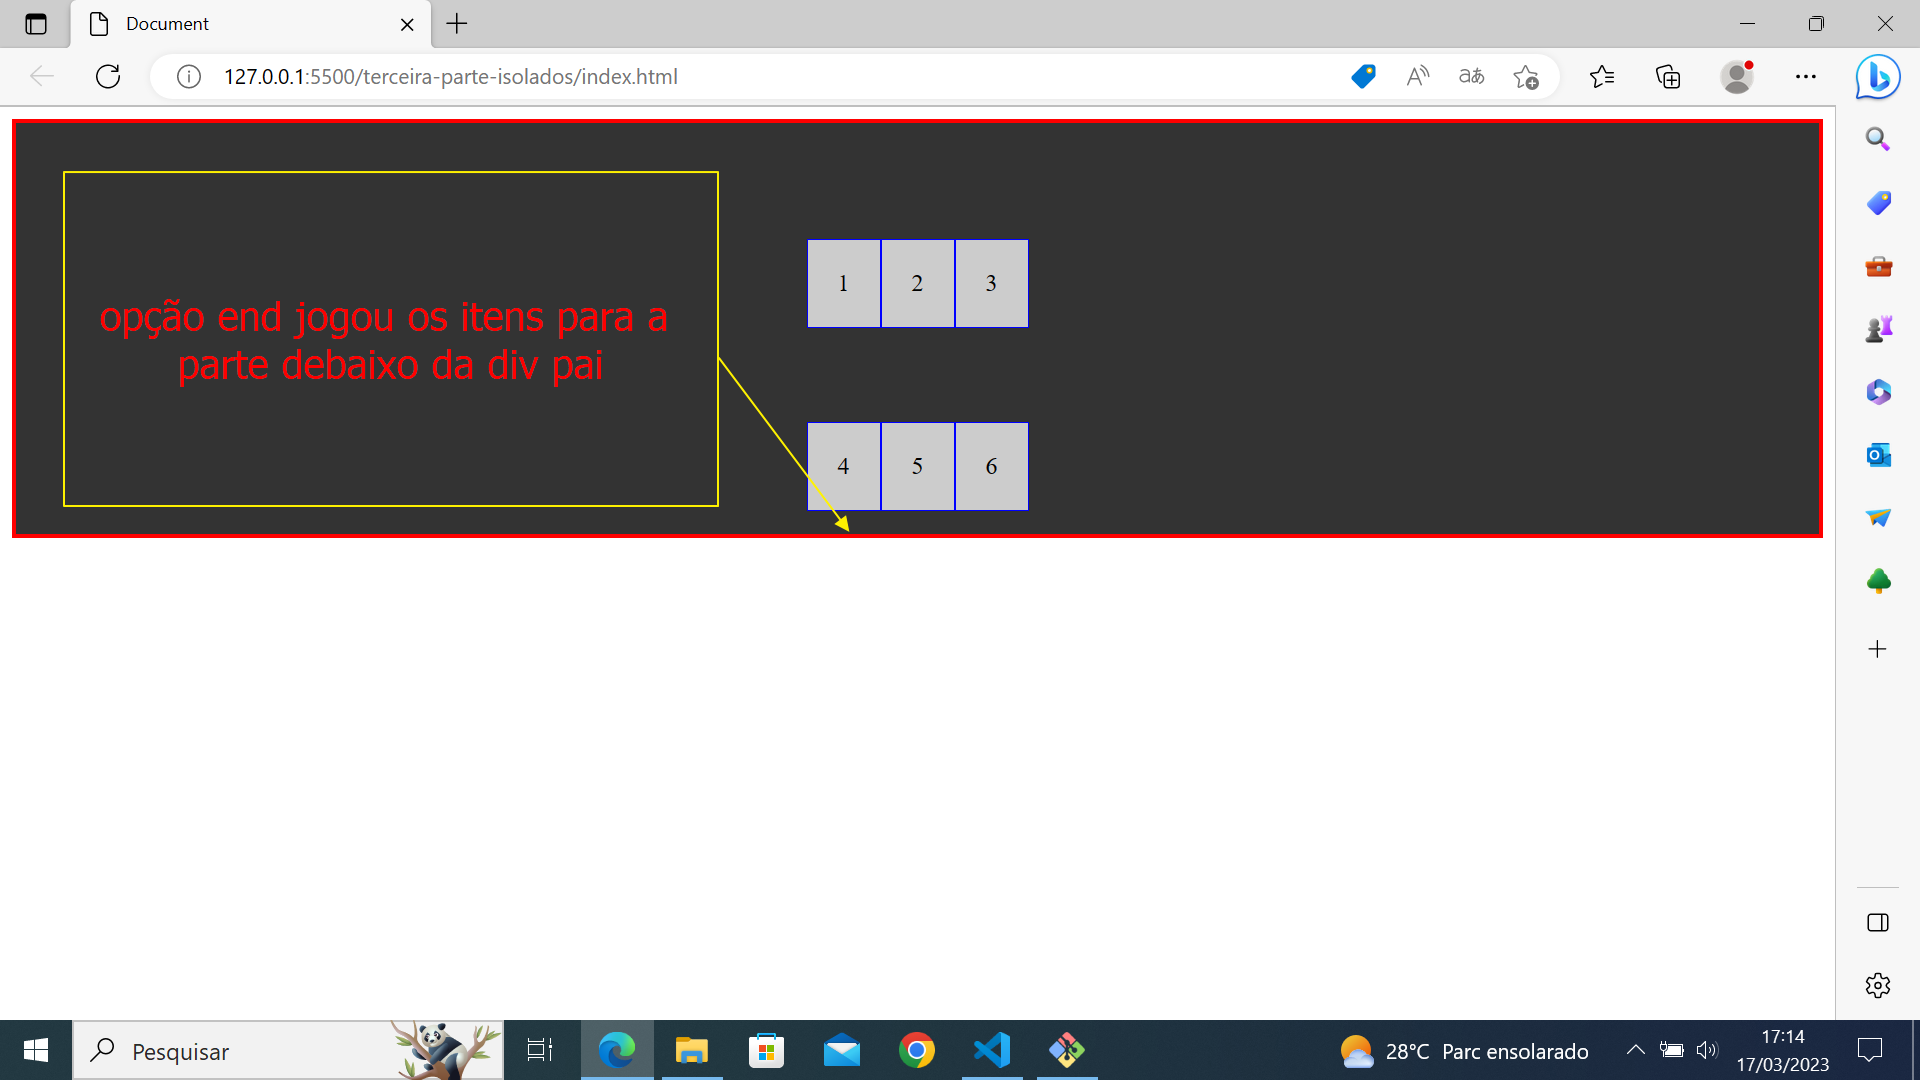 Document
127.0.0.1:5500/terceira-parte-isolados/index.html
1 2 3
opção end jogou os itens para a
parte debaixo da div pai
4 5 6
Pesquisar
28°C Parc ensolarado
17:14
17/03/2023